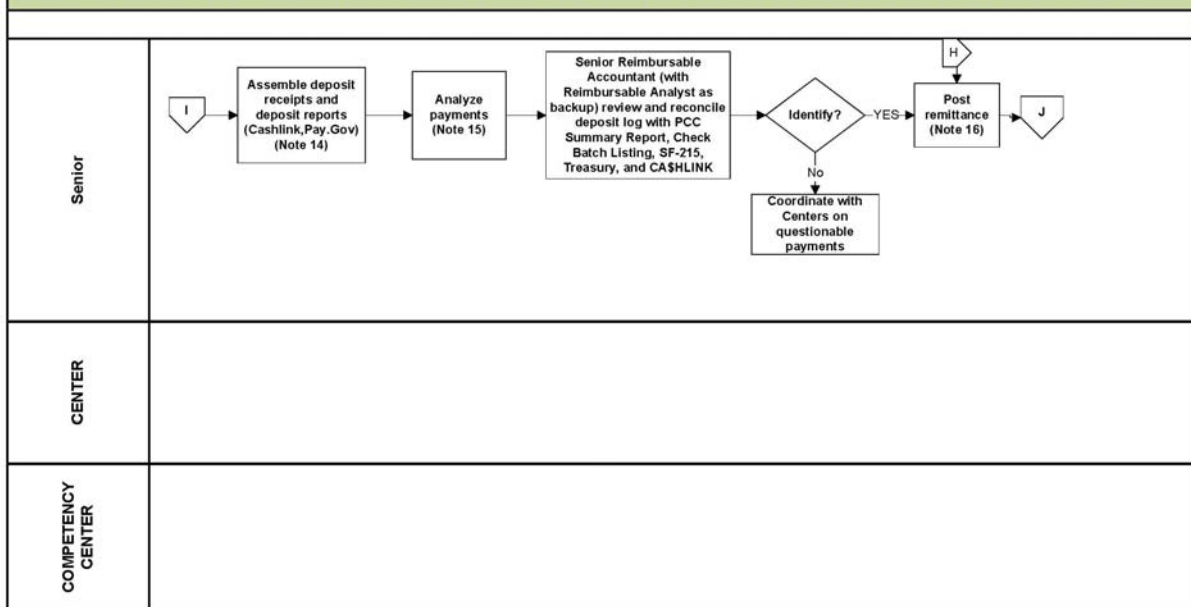 Senior
I
Assemble deposit
receipts and
deposit reports
(Cashlink,Pay.Gov)
(Note 14)
Analyze
payments
(Note 15)
Senior Reimbursable
Accountant (with
Reimbursable Analyst as
backup) review and reconcile
deposit log with PCC
Summary Report, Check
Batch Listing, SF-215,
Treasury, and CA$HLINK
Identify?
YES
No
Coordinate with
Centers on
questionable
payments
H
Post
remittance
(Note 16)
J
CENTER
COMPETENCY
CENTER